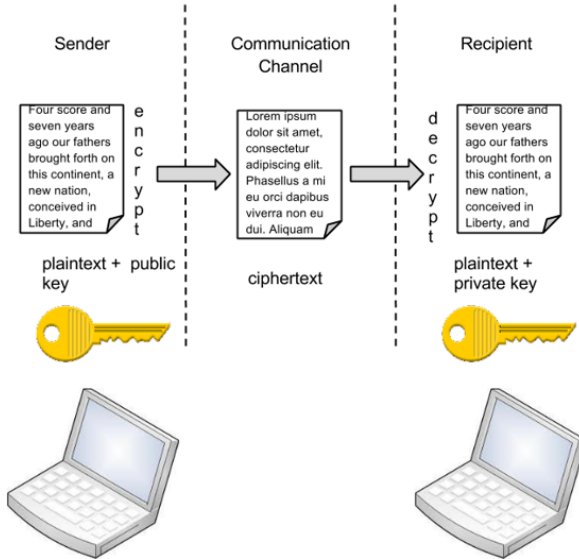 Sender
Communication
Channel
Recipient
Four score and
seven years
ago our fathers
brought forth on
this continent, a
new nation,
conceived in
Liberty, and
encrypt
Lorem ipsum
dolor sit amet,
consectetur
adipiscing elit.
Phasellus a mi
eu orci dapibus
viverra non eu
dui. Aliquam
decrypt
Four score and
seven years
ago our fathers
brought forth on
this continent, a
new nation,
conceived in
Liberty, and
plaintext + public
key
ciphertext
plaintext +
private key